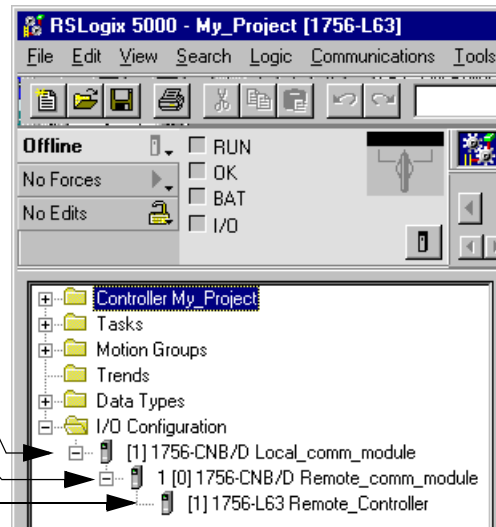 RSLogix 5000 - My_Project [1756-L63]
File Edit View Search Logic Communications Tools
Offline
RUN
No Forces
OK
BAT
No Edits
I/O
Controller My_Project
Tasks
Motion Groups
Trends
Data Types
I/O Configuration
[1] 1756-CNB/D Local_comm_module
1 [0] 1756-CNB/D Remote_comm_module
[1] 1756-L63 Remote_Controller